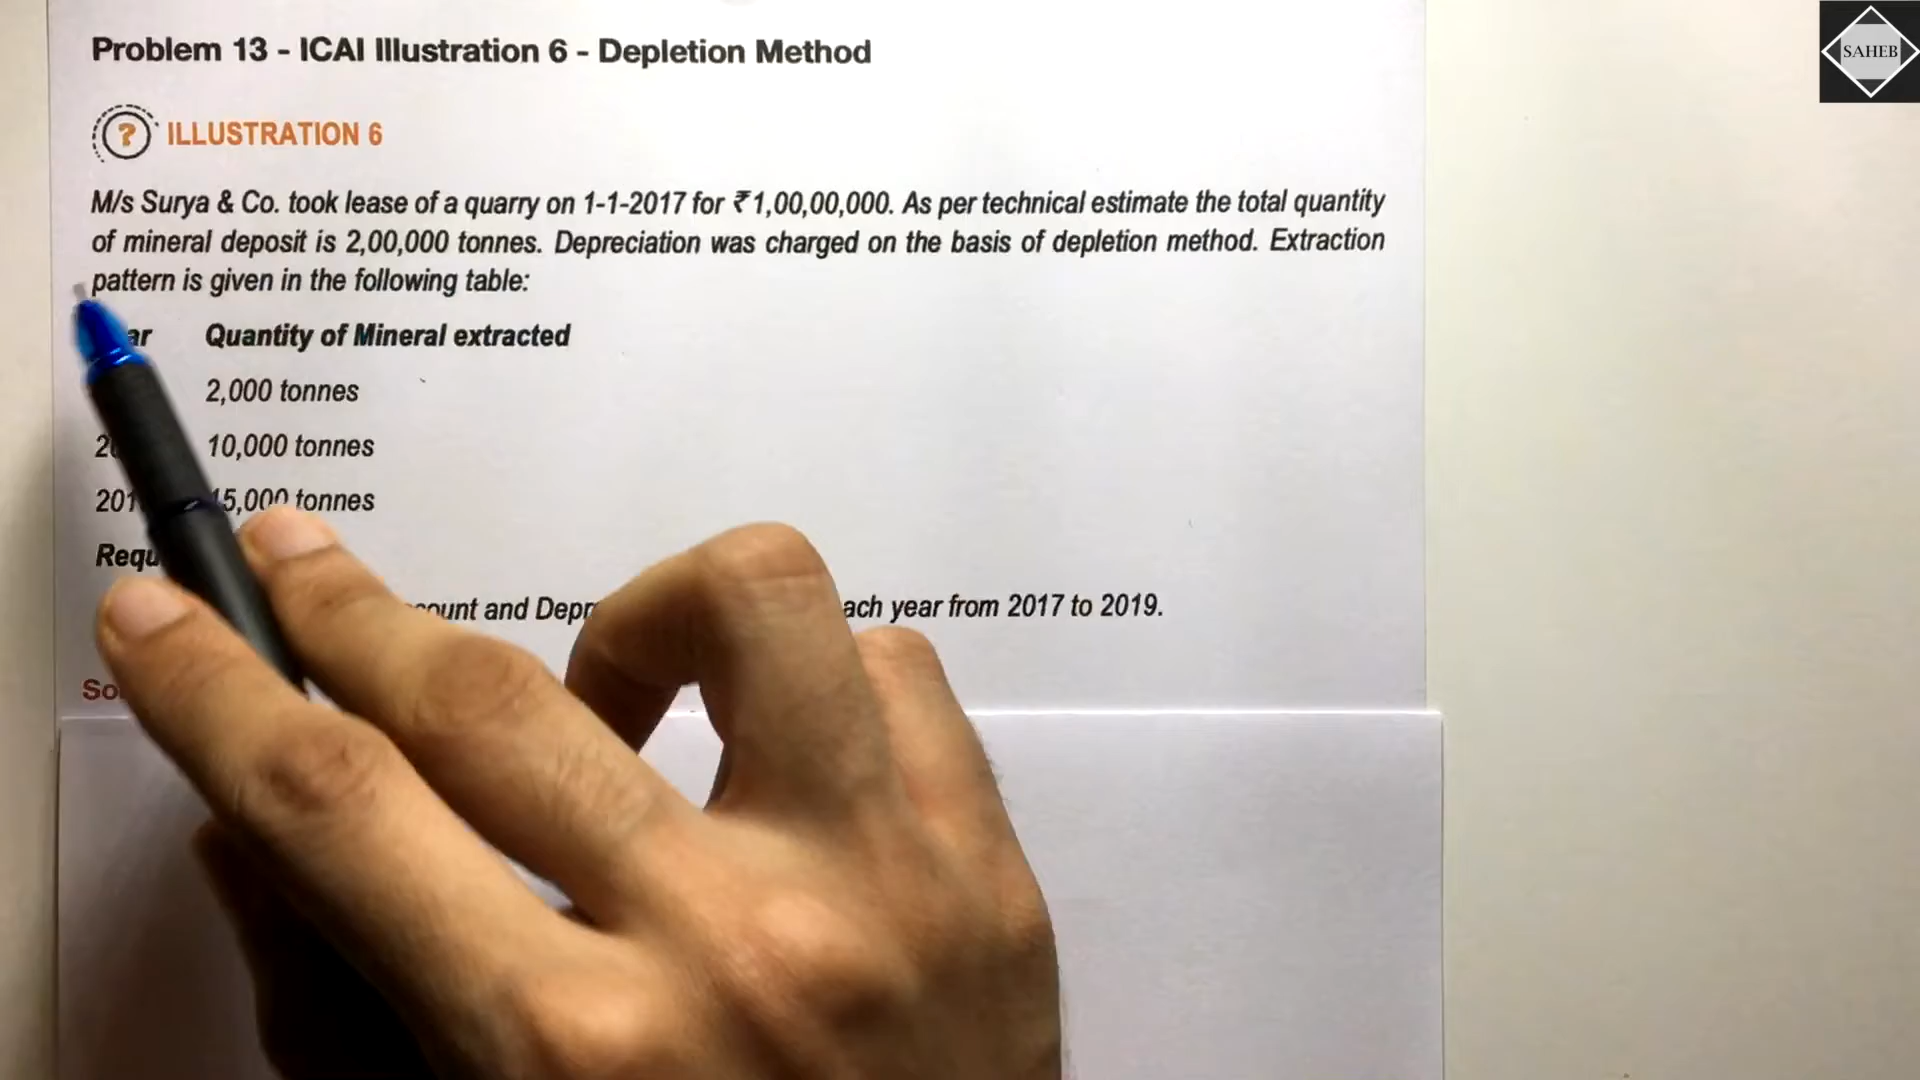 Problem 13 - ICAI Illustration 6 - Depletion Method
SAHEB
? ILLUSTRATION 6
M/s Surya & Co. took lease of a quarry on 1-1-2017 for ₹1,00,00,000. As per technical estimate the total quantity
of mineral deposit is 2,00,000 tonnes. Depreciation was charged on the basis of depletion method. Extraction
pattern is given in the following table:
Quantity of Mineral extracted
2,000 tonnes
10,000 tonnes
tonnes
and year from 2017 to 2019.